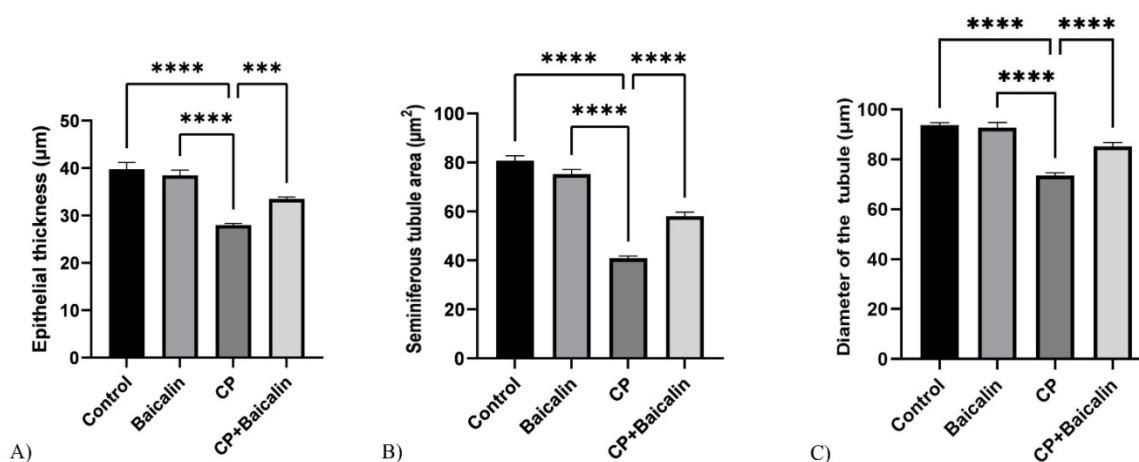 ****
***
****
Epithelial thickness (µm)
50
40
30
20
10
0
Control
Baicalin
CP
CP+Baicalin
A)
****
****
****
Seminiferous tubule area (µm²)
100
80
60
40
20
0
Control
Baicalin
CP
CP+Baicalin
B)
****
****
****
Diameter of the tubule (µm)
100
80
60
40
20
0
Control
Baicalin
CP
CP+Baicalin
C)